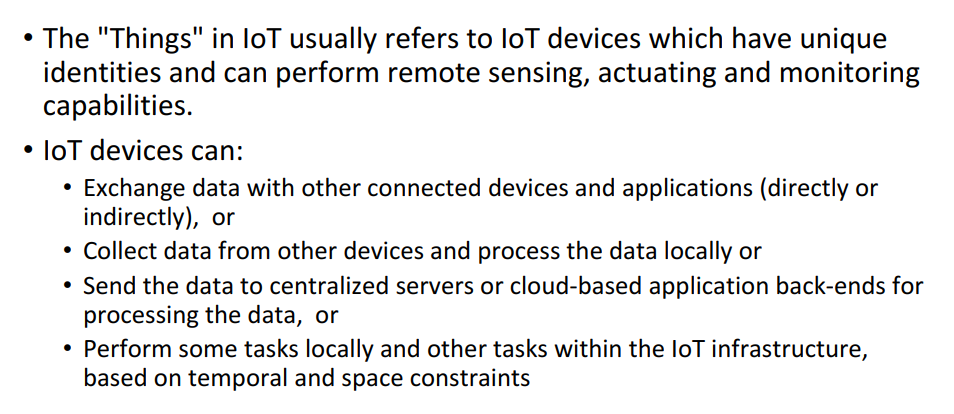 • The "Things" in IoT usually refers to IoT devices which have unique
identities and can perform remote sensing, actuating and monitoring
capabilities.
• IoT devices can:
• Exchange data with other connected devices and applications (directly or
indirectly), or
• Collect data from other devices and process the data locally or
• Send the data to centralized servers or cloud-based application back-ends for
processing the data, or
• Perform some tasks locally and other tasks within the IoT infrastructure,
based on temporal and space constraints